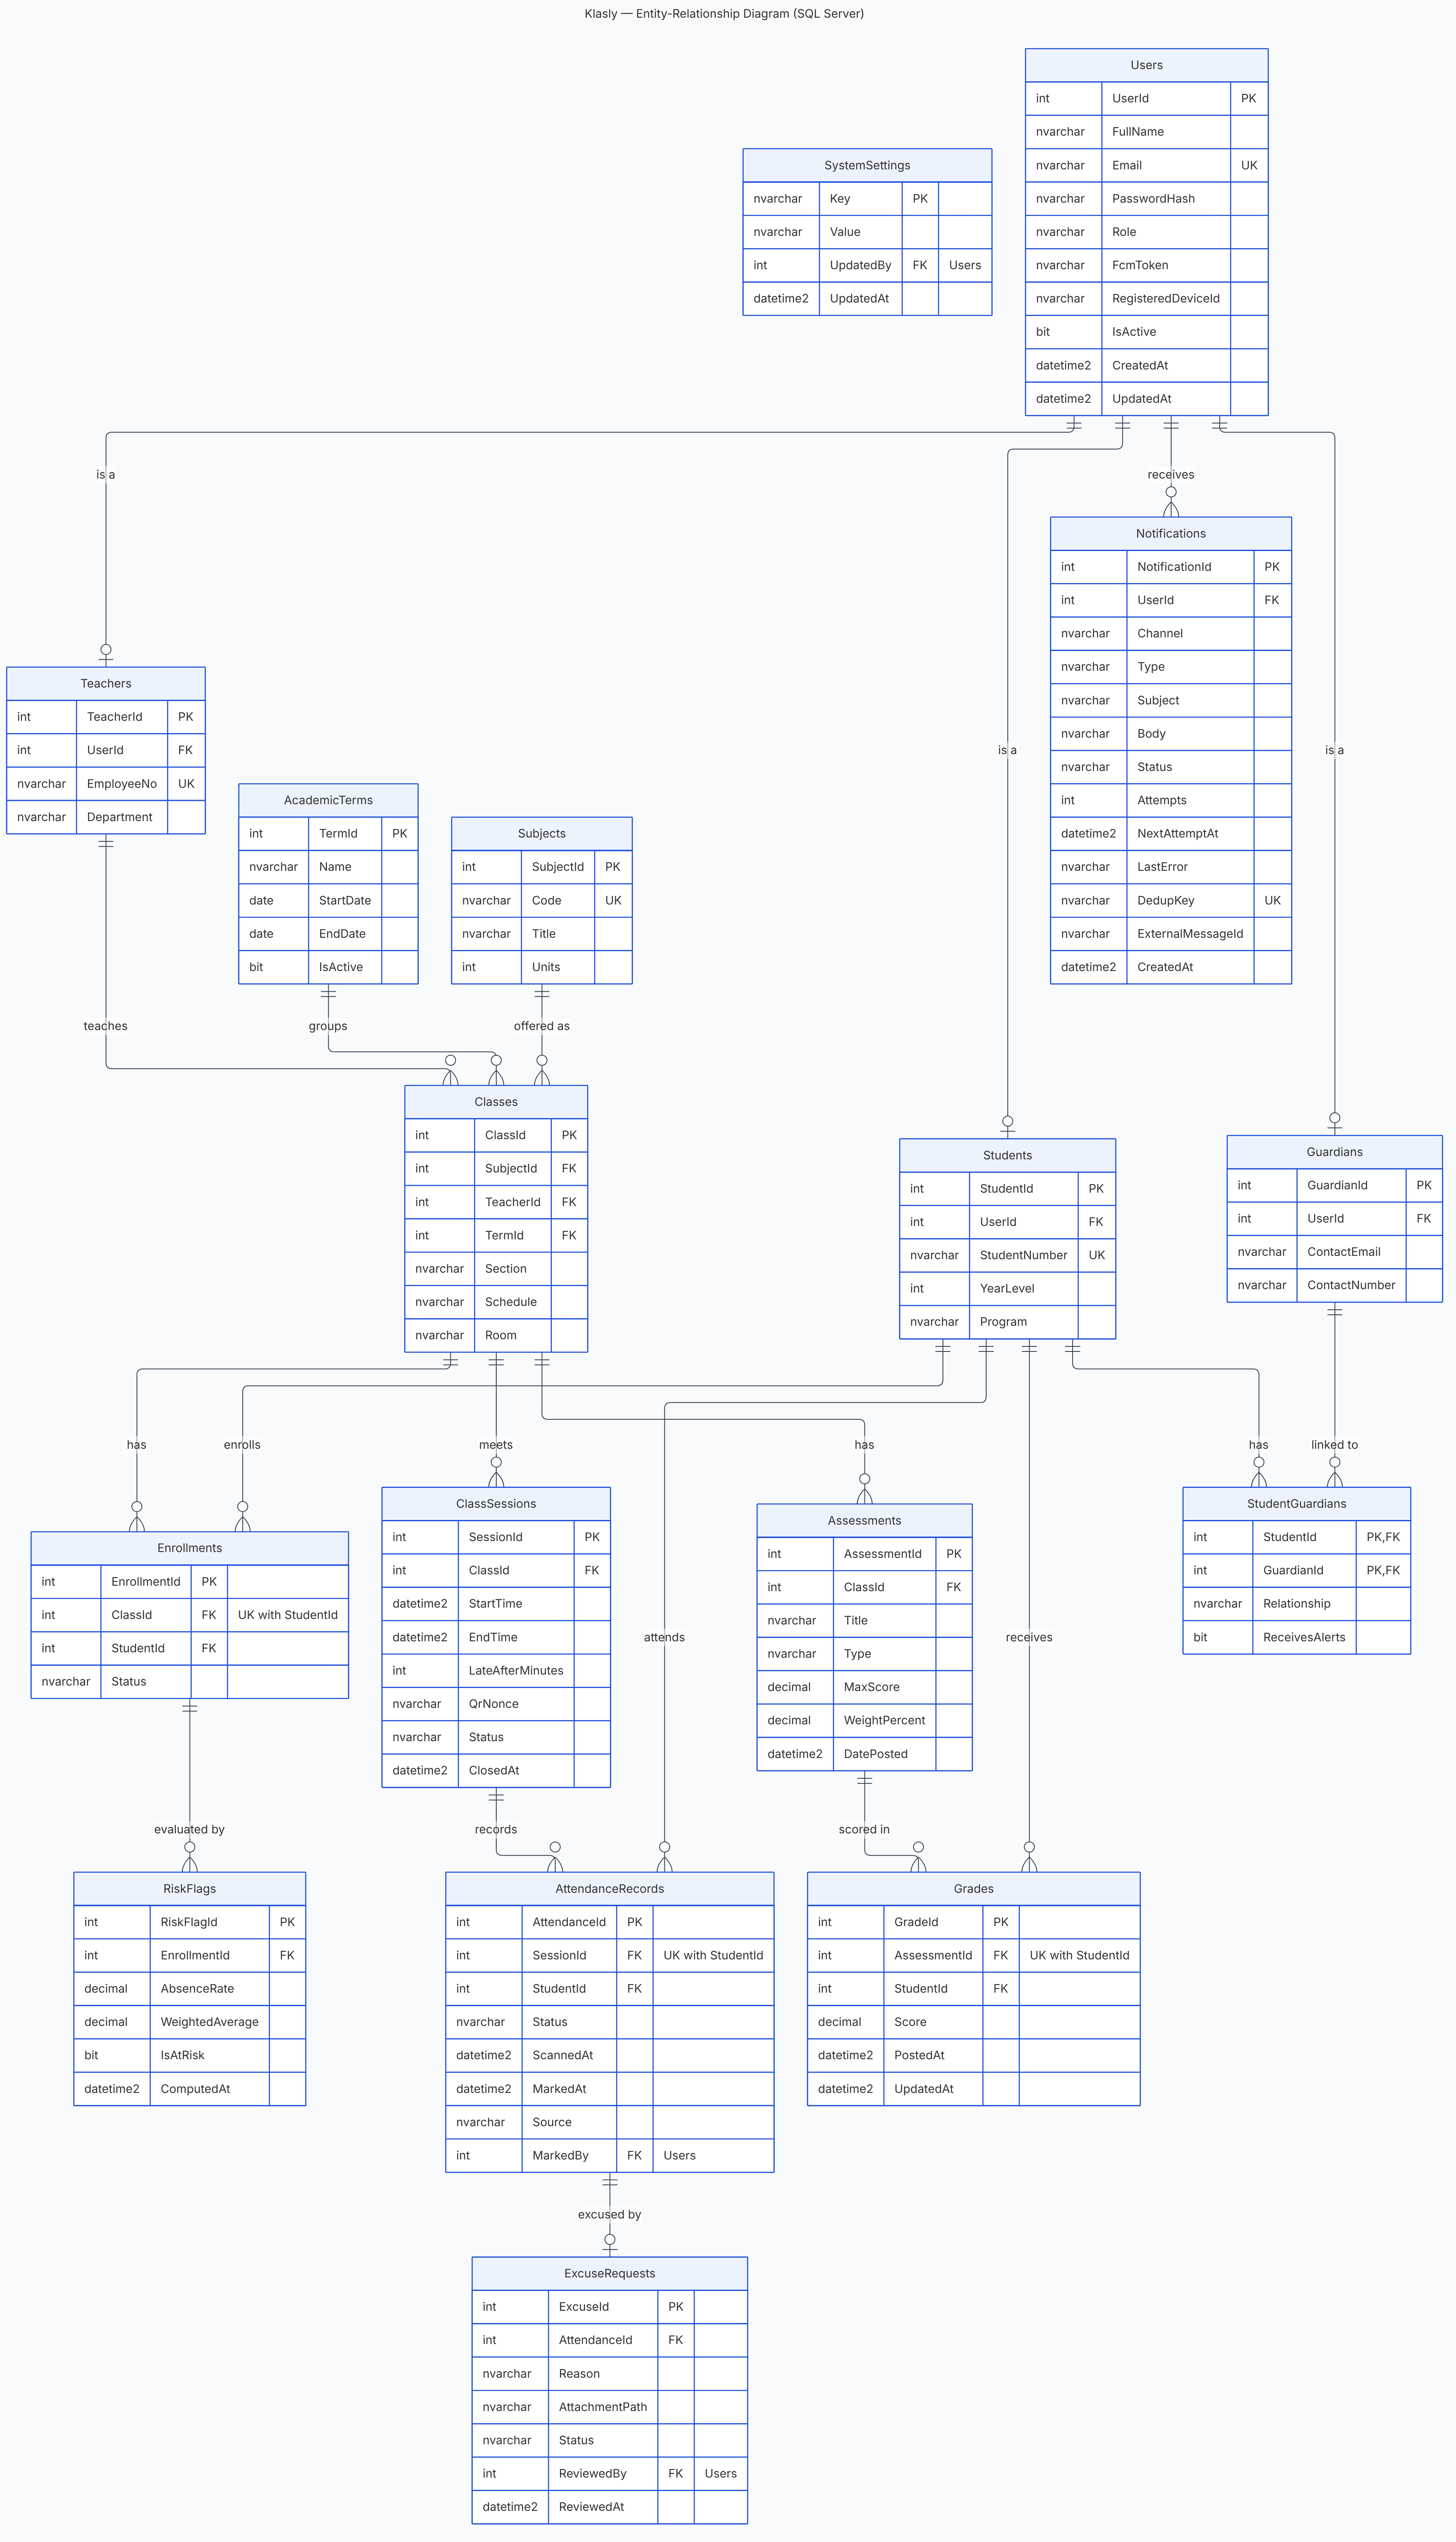 Klasly — Entity-Relationship Diagram (SQL Server)
Users
int UserId PK
nvarchar FullName
nvarchar Email UK
nvarchar PasswordHash
nvarchar Role
nvarchar FcmToken
nvarchar RegisteredDeviceId
bit IsActive
datetime2 CreatedAt
datetime2 UpdatedAt
SystemSettings
nvarchar Key PK
nvarchar Value
int UpdatedBy FK Users
datetime2 UpdatedAt
is a
receives
Notifications
int NotificationId PK
int UserId FK
nvarchar Channel
nvarchar Type
nvarchar Subject
nvarchar Body
nvarchar Status
int Attempts
datetime2 NextAttemptAt
nvarchar LastError
nvarchar DedupKey UK
nvarchar ExternalMessageId
datetime2 CreatedAt
is a
is a
Teachers
int TeacherId PK
int UserId FK
nvarchar EmployeeNo UK
nvarchar Department
AcademicTerms
int TermId PK
nvarchar Name
date StartDate
date EndDate
bit IsActive
Subjects
int SubjectId PK
nvarchar Code UK
nvarchar Title
int Units
teaches
groups
offered as
Classes
int ClassId PK
int SubjectId FK
int TeacherId FK
int TermId FK
nvarchar Section
nvarchar Schedule
nvarchar Room
Students
int StudentId PK
int UserId FK
nvarchar StudentNumber UK
int YearLevel
nvarchar Program
Guardians
int GuardianId PK
int UserId FK
nvarchar ContactEmail
nvarchar ContactNumber
has
enrolls
meets
has
has
linked to
Enrollments
int EnrollmentId PK
int ClassId FK UK with StudentId
int StudentId FK
nvarchar Status
ClassSessions
int SessionId PK
int ClassId FK
datetime2 StartTime
datetime2 EndTime
int LateAfterMinutes
nvarchar QrNonce
nvarchar Status
datetime2 ClosedAt
attends
Assessments
int AssessmentId PK
int ClassId FK
nvarchar Title
nvarchar Type
decimal MaxScore
decimal WeightPercent
datetime2 DatePosted
receives
StudentGuardians
int StudentId PK,FK
int GuardianId PK,FK
nvarchar Relationship
bit ReceivesAlerts
evaluated by
records
scored in
RiskFlags
int RiskFlagId PK
int EnrollmentId FK
decimal AbsenceRate
decimal WeightedAverage
bit IsAtRisk
datetime2 ComputedAt
AttendanceRecords
int AttendanceId PK
int SessionId FK UK with StudentId
int StudentId FK
nvarchar Status
datetime2 ScannedAt
datetime2 MarkedAt
nvarchar Source
int MarkedBy FK Users
Grades
int GradeId PK
int AssessmentId FK UK with StudentId
int StudentId FK
decimal Score
datetime2 PostedAt
datetime2 UpdatedAt
excused by
ExcuseRequests
int ExcuseId PK
int AttendanceId FK
nvarchar Reason
nvarchar AttachmentPath
nvarchar Status
int ReviewedBy FK Users
datetime2 ReviewedAt